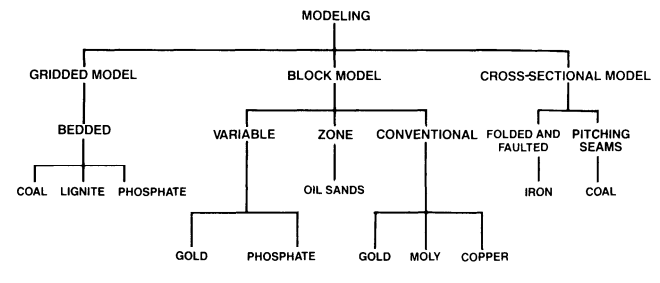 MODELING
GRIDDED MODEL
BLOCK MODEL
CROSS-SECTIONAL MODEL
BEDDED
VARIABLE
ZONE
CONVENTIONAL
FOLDED AND
FAULTED
PITCHING
SEAMS
COAL
LIGNITE
PHOSPHATE
OIL SANDS
IRON
COAL
GOLD
PHOSPHATE
GOLD
MOLY
COPPER